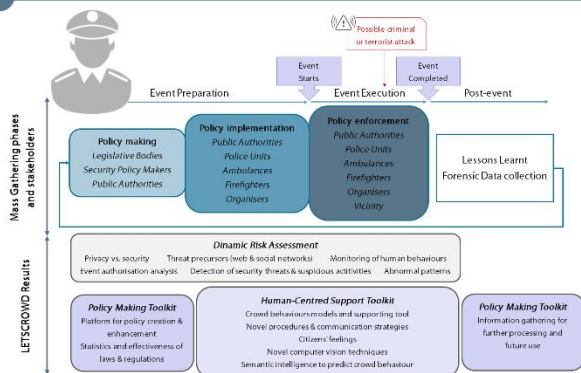 Possible criminal
or terrorist attack
Event
Starts
Event
Completed
Event Preparation
Event Execution
Post-event
Mass Gathering phases
and stakeholders
Policy making
Legislative Bodies
Security Policy Makers
Public Authorities
Policy implementation
Public Authorities
Police Units
Ambulances
Firefighters
Organisers
Policy enforcement
Public Authorities
Police Units
Ambulances
Firefighters
Organisers
Vicinity
Lessons Learnt
Forensic Data collection
LETSCROWD Results
Dinamic Risk Assessment
Privacy vs. security Threat precursors (web & social networks) Monitoring of human behaviours
Event authorisation analysis Detection of security threats & suspicious actitivities Abnormal patterns
Policy Making Toolkit
Platform for policy creation &
enhancement
Statistics and effectiveness of
laws & regulations
Human-Centred Support Toolkit
Crowd behaviours models and supporting tool
Novel procedures & communication strategies
Citizens' feelings
Novel computer vision techniques
Semantic intelligence to predict crowd behaviour
Policy Making Toolkit
Information gathering for
further processing and
future use